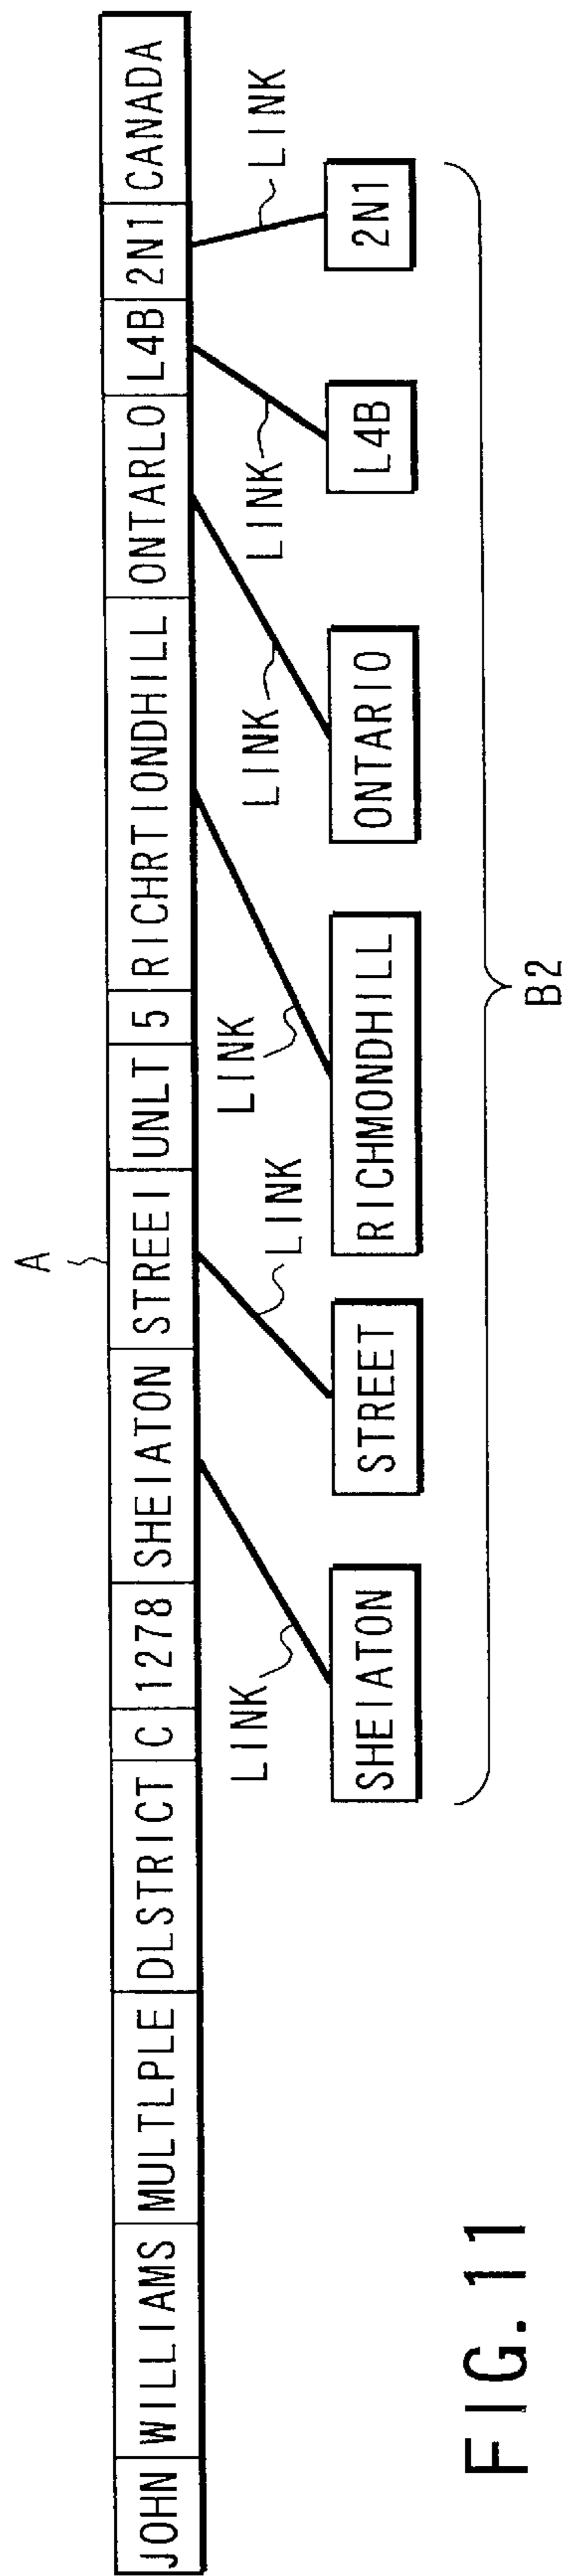 A
JOHN WILLIAMS MULTLPLE DLSTRICT C 1278 SHEIATON STREEI UNLT 5 RICHRTIONDHILL ONTARLO L4B 2N1 CANADA
LINK LINK LINK LINK LINK LINK
SHEIATON STREET RICHMONDHILL ONTARIO L4B 2N1
B2
FIG. 11